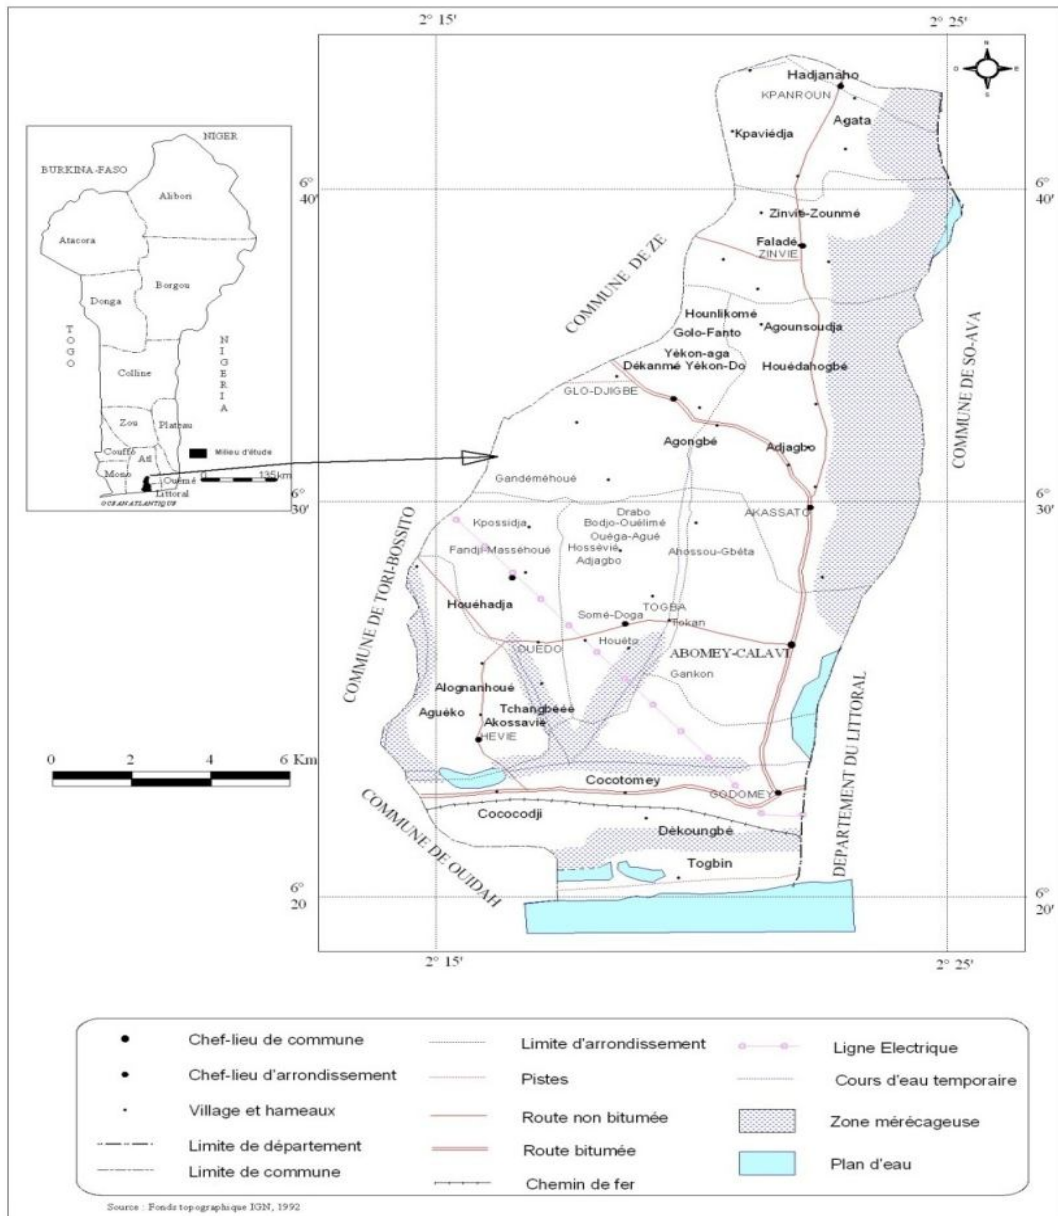 2° 15'
2° 25'
N
O
E
S
Hadjanaho
KPANROUN
Agata
Kpaviédja
NIGER
BURKINA-FASO
Alibon
Atacora
Borgou
Donga
TOGO
NIGERIA
Colline
Zou
Plateau
Couffé
Atl
Mono
Ouémé
Littoral
OCEAN ATLANTIQUE
Milieu d'étude
0
135km
6°
40'
6°
40'
Zinvié-Zounmé
Faladé
ZINVIE
COMMUNE DE ZE
COMMUNE DE SO-AVA
Hounlikomé
Golo-Fanto
Agounsoudja
Yékon-aga
Dékanmé Yékon-Do
Houédahogbé
GLO-DJIGBE
Agongbé
Adjagbo
Gandéméhoué
6°
30'
6°
30'
AKASSATO
Drabo
Kpossidja
Bodjo-Ouélimé
Ouéga-Agué
Fandji-Masséhoué
Hossévié
Adjagbo
Ahossou-Gbéta
COMMUNE DE TORI-BOSSITO
Houéhadja
TOGBA
Somé-Doga
Tokan
Houéto
OUEDO
ABOMEY-CALAVI
Gankon
Alognanhoué
Aguéko
Tchangbéèé
Akossavié
HEVIE
0
2
4
6 Km
Cocotomey
GODOMEY
DEPARTEMENT DU LITTORAL
COMMUNE DE OUIDAH
Cococodji
Dèkoungbé
Togbin
6°
20
6°
20'
2° 15'
2° 25'
Chef-lieu de commune
Chef-lieu d'arrondissement
Village et hameaux
Limite de département
Limite de commune
Limite d'arrondissement
Pistes
Route non bitumée
Route bitumée
Chemin de fer
Ligne Electrique
Cours d'eau temporaire
Zone mérécageuse
Plan d'eau
Source : Fonds topographique IGN, 1992